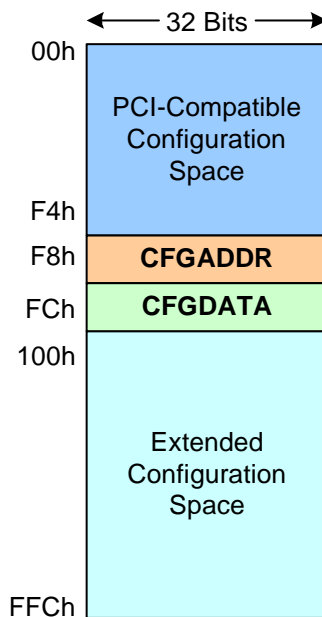 32 Bits
00h
PCI-Compatible
Configuration
Space
F4h
F8h
CFGADDR
FCh
CFGDATA
100h
Extended
Configuration
Space
FFCh